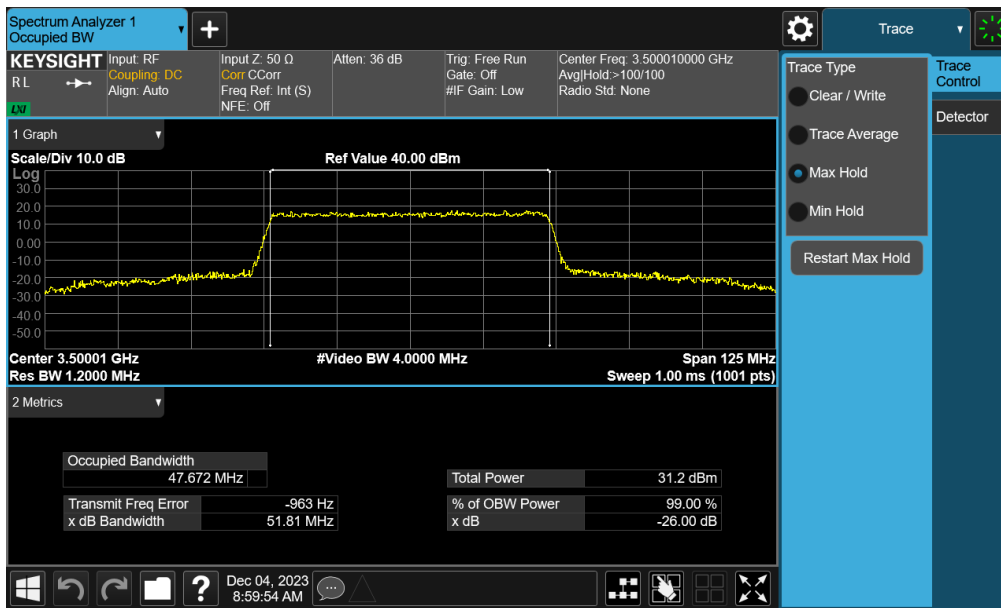 Spectrum Analyzer 1
Occupied BW
+
Trace
KEYSIGHT
R L
LXI
Input: RF
Coupling: DC
Align: Auto
Input Z: 50 Ω
Corr CCorr
Freq Ref: Int (S)
NFE: Off
Atten: 36 dB
Trig: Free Run
Gate: Off
#IF Gain: Low
Center Freq: 3.500010000 GHz
Avg|Hold:>100/100
Radio Std: None
1 Graph
Scale/Div 10.0 dB
Ref Value 40.00 dBm
Log
30.0
20.0
10.0
0.00
-10.0
-20.0
-30.0
-40.0
-50.0
Center 3.50001 GHz
#Video BW 4.0000 MHz
Span 125 MHz
Res BW 1.2000 MHz
Sweep 1.00 ms (1001 pts)
2 Metrics
Occupied Bandwidth
47.672 MHz
Total Power 31.2 dBm
Transmit Freq Error -963 Hz
% of OBW Power 99.00 %
x dB Bandwidth 51.81 MHz
x dB -26.00 dB
Trace Type
Clear / Write
Trace Average
Max Hold
Min Hold
Restart Max Hold
Trace
Control
Detector
?
Dec 04, 2023
8:59:54 AM